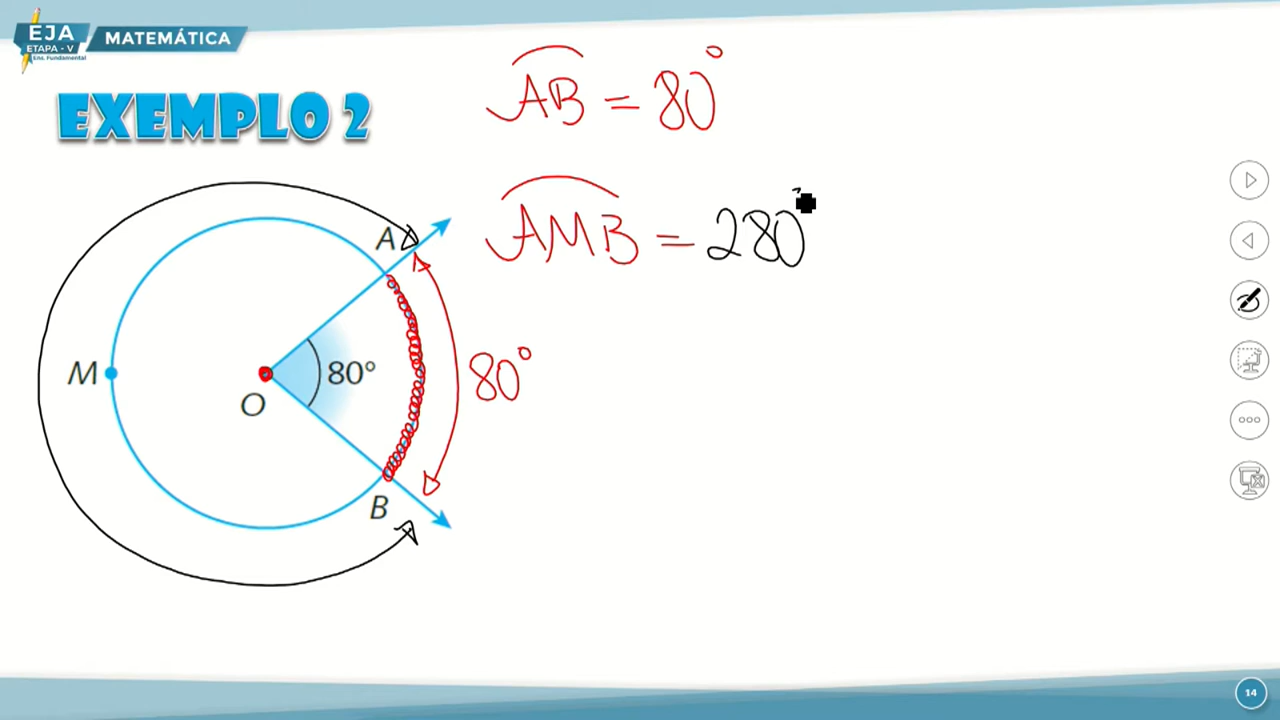 EJA
ETAPA - V
Ens. Fundamental
MATEMÁTICA
EXEMPLO 2
AB = 80°
AMB = 280°
A
M
80°
80°
O
B
14